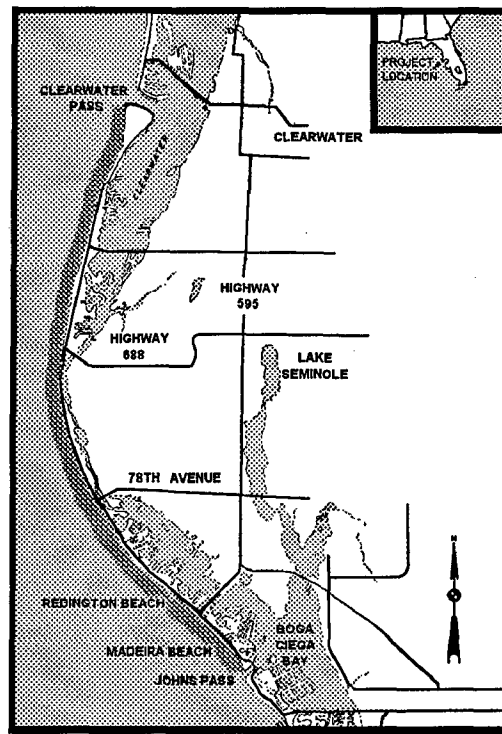 PROJECT
LOCATION
CLEARWATER
PASS
CLEARWATER
CLEARWATER
HIGHWAY
595
HIGHWAY
688
LAKE
SEMINOLE
78TH AVENUE
REDINGTON BEACH
MADEIRA BEACH
BOCA
CIEGA
BAY
JOHNS PASS
N